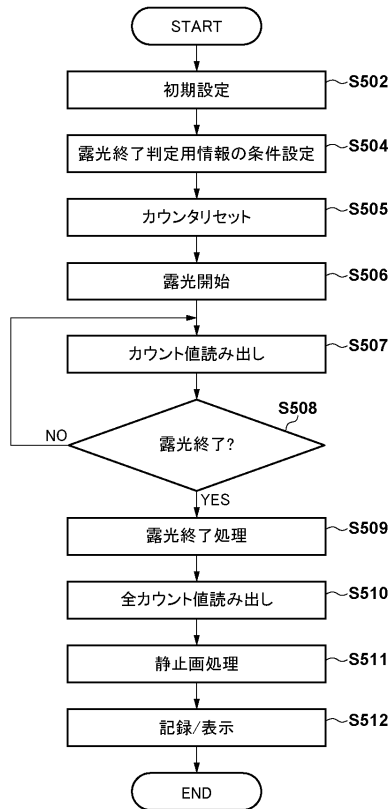 START
初期設定
S502
露光終了判定用情報の条件設定
S504
カウンタリセット
S505
露光開始
S506
カウント値読み出し
S507
露光終了?
S508
NO
YES
露光終了処理
S509
全カウント値読み出し
S510
静止画処理
S511
記録/表示
S512
END